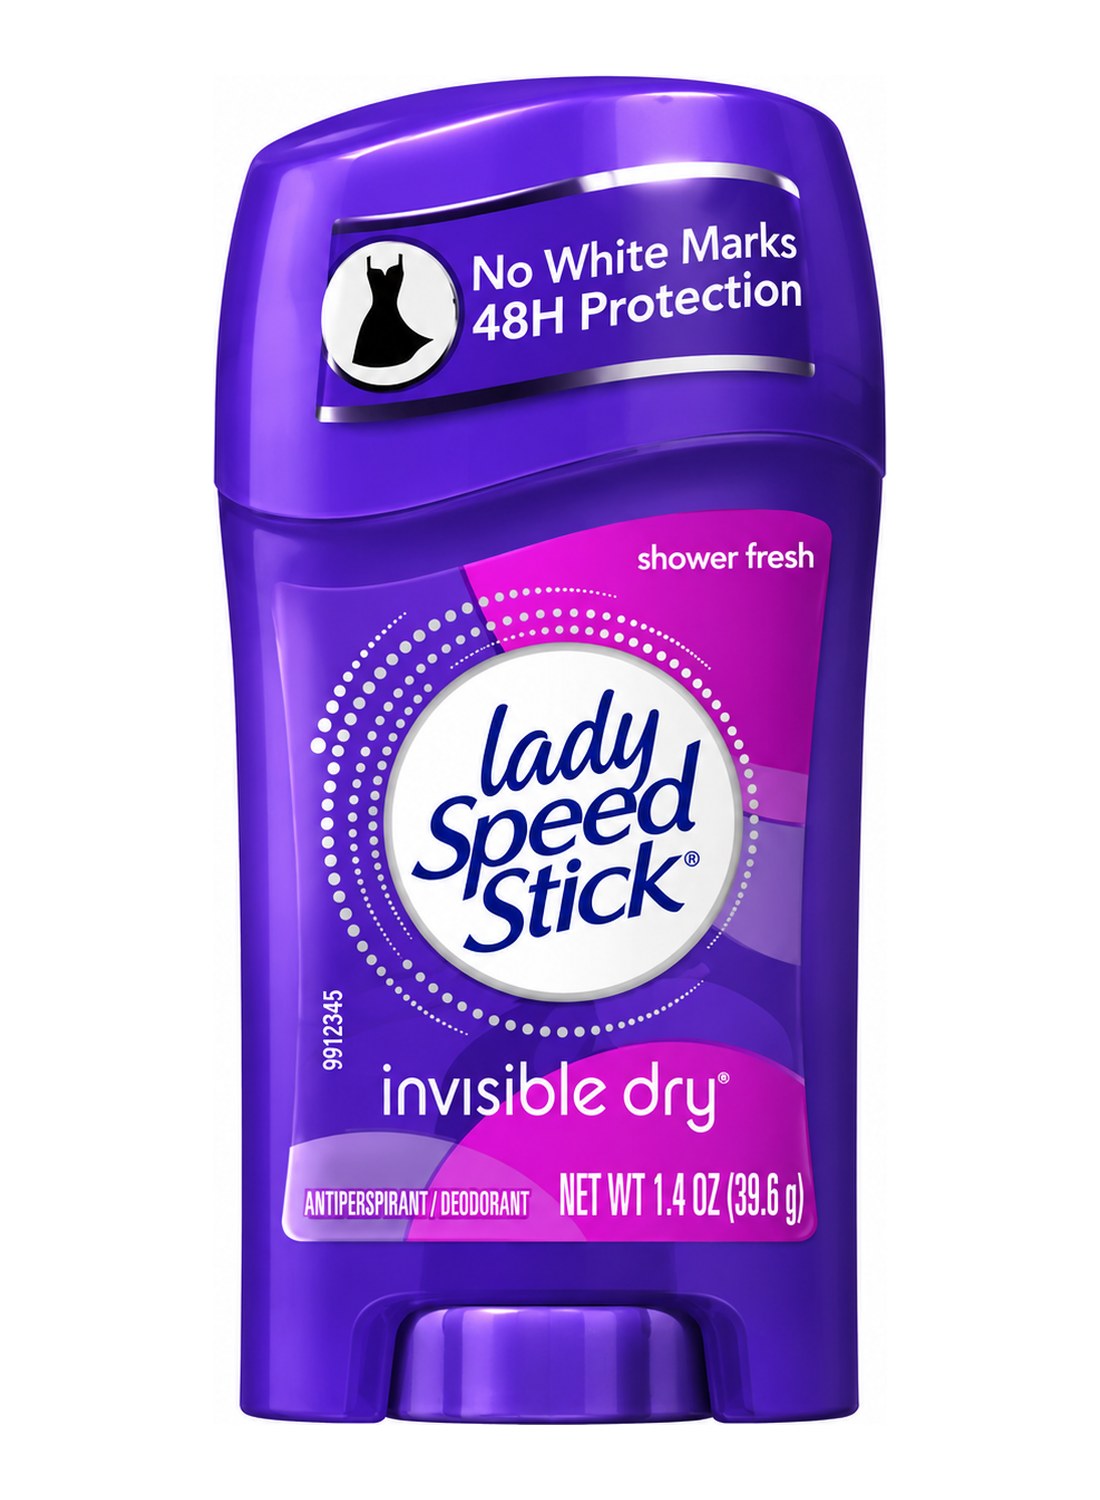 No White Marks
48H Protection
shower fresh
lady
Speed
Stick®
9912345
invisible dry®
ANTIPERSPIRANT / DEODORANT
NET WT 1.4 OZ (39.6 g)